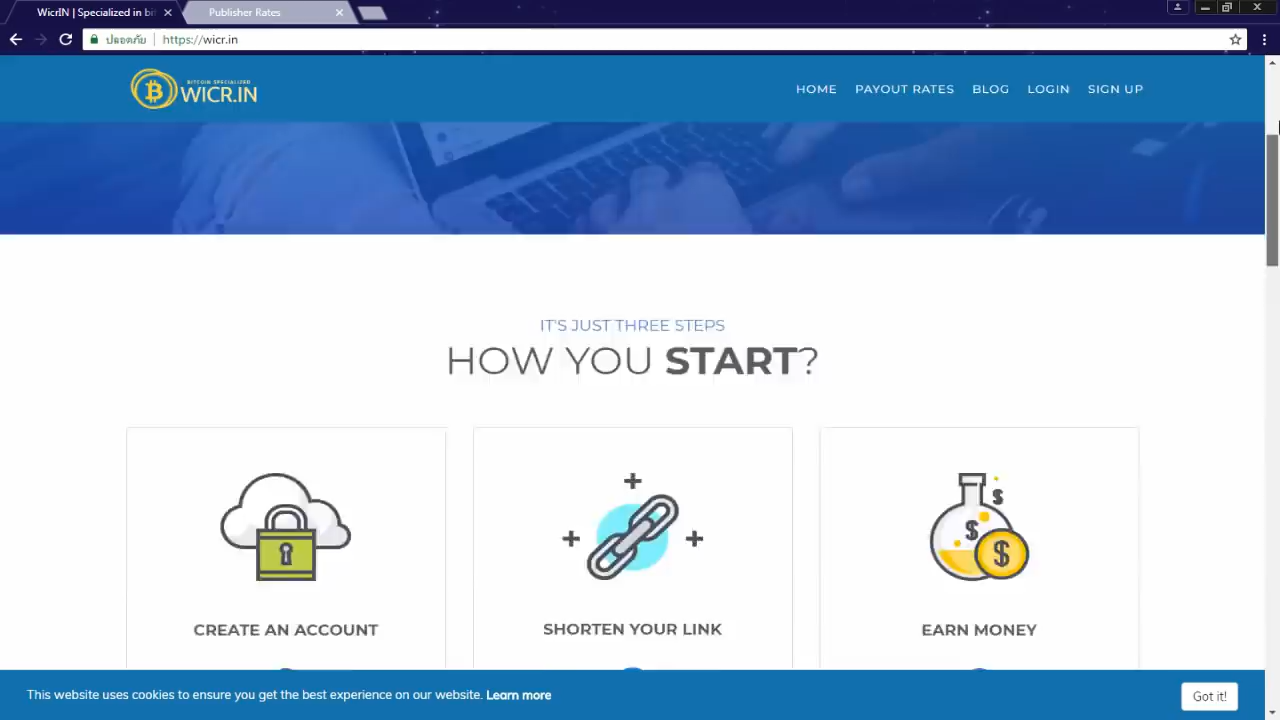 WicrIN | Specialized in bi
Publisher Rates
ปลอดภัย
https://wicr.in
BITCOIN SPECIALIZED
WICR.IN
HOME
PAYOUT RATES
BLOG
LOGIN
SIGN UP
IT'S JUST THREE STEPS
HOW YOU START?
CREATE AN ACCOUNT
SHORTEN YOUR LINK
EARN MONEY
This website uses cookies to ensure you get the best experience on our website. Learn more
Got it!